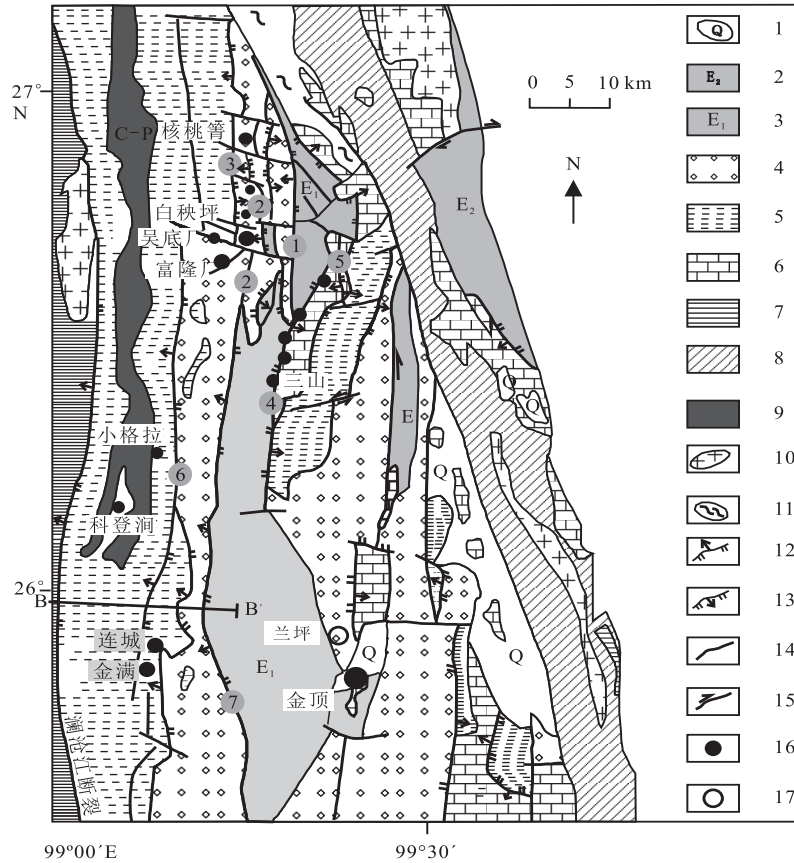 27°
N
C-P
核桃箐
3
E₁
2
白秧坪
吴底厂
1
富隆厂
5
2
E₂
三山
4
E
Q
Q
小格拉
6
Q
科登涧
26°
B
B'
兰坪
Q
Q
连城
金满
E₁
金顶
7
澜沧江断裂
99°00′E
99°30′
0 5 10 km
N
Q 1
E₂ 2
E₁ 3
4
5
6
7
8
9
10
11
12
13
14
15
16
17